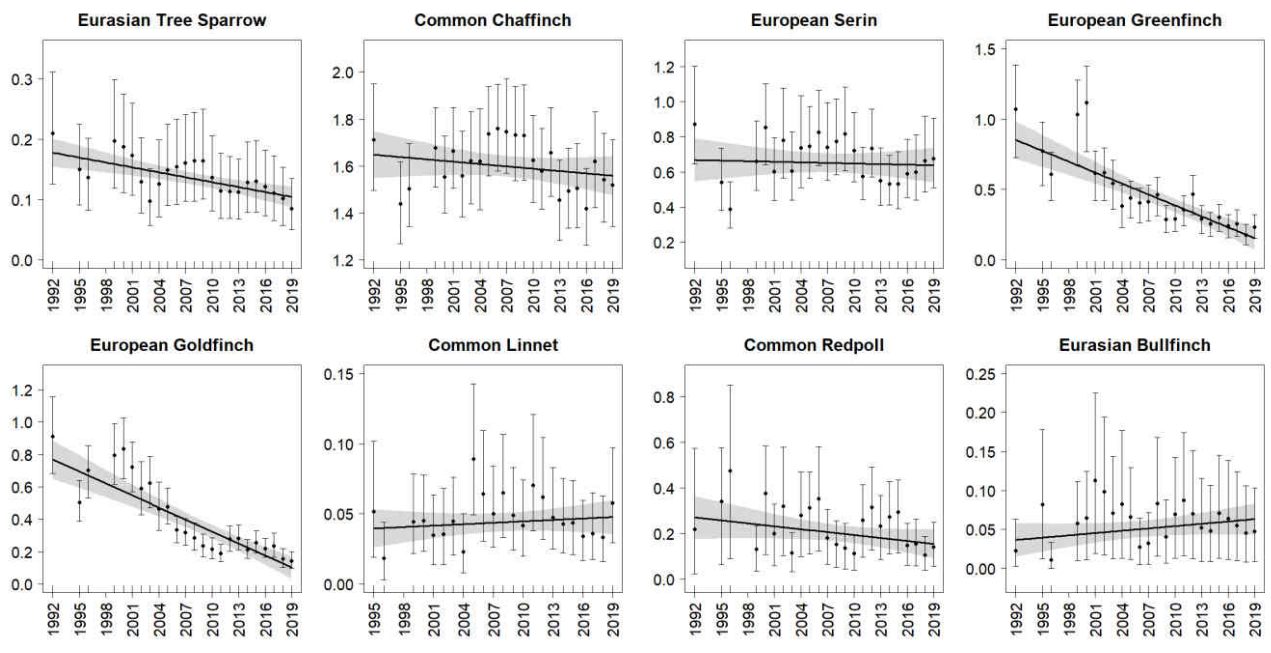 Eurasian Tree Sparrow
0.3
0.2
0.1
0.0
1992 1995 1998 2001 2004 2007 2010 2013 2016 2019
Common Chaffinch
2.0
1.8
1.6
1.4
1.2
1992 1995 1998 2001 2004 2007 2010 2013 2016 2019
European Serin
1.2
1.0
0.8
0.6
0.4
0.2
1992 1995 1998 2001 2004 2007 2010 2013 2016 2019
European Greenfinch
1.5
1.0
0.5
0.0
1992 1995 1998 2001 2004 2007 2010 2013 2016 2019
European Goldfinch
1.2
1.0
0.8
0.6
0.4
0.2
0.0
1992 1995 1998 2001 2004 2007 2010 2013 2016 2019
Common Linnet
0.15
0.10
0.05
0.00
1995 1998 2001 2004 2007 2010 2013 2016 2019
Common Redpoll
0.8
0.6
0.4
0.2
0.0
1992 1995 1998 2001 2004 2007 2010 2013 2016 2019
Eurasian Bullfinch
0.25
0.20
0.15
0.10
0.05
0.00
1992 1995 1998 2001 2004 2007 2010 2013 2016 2019